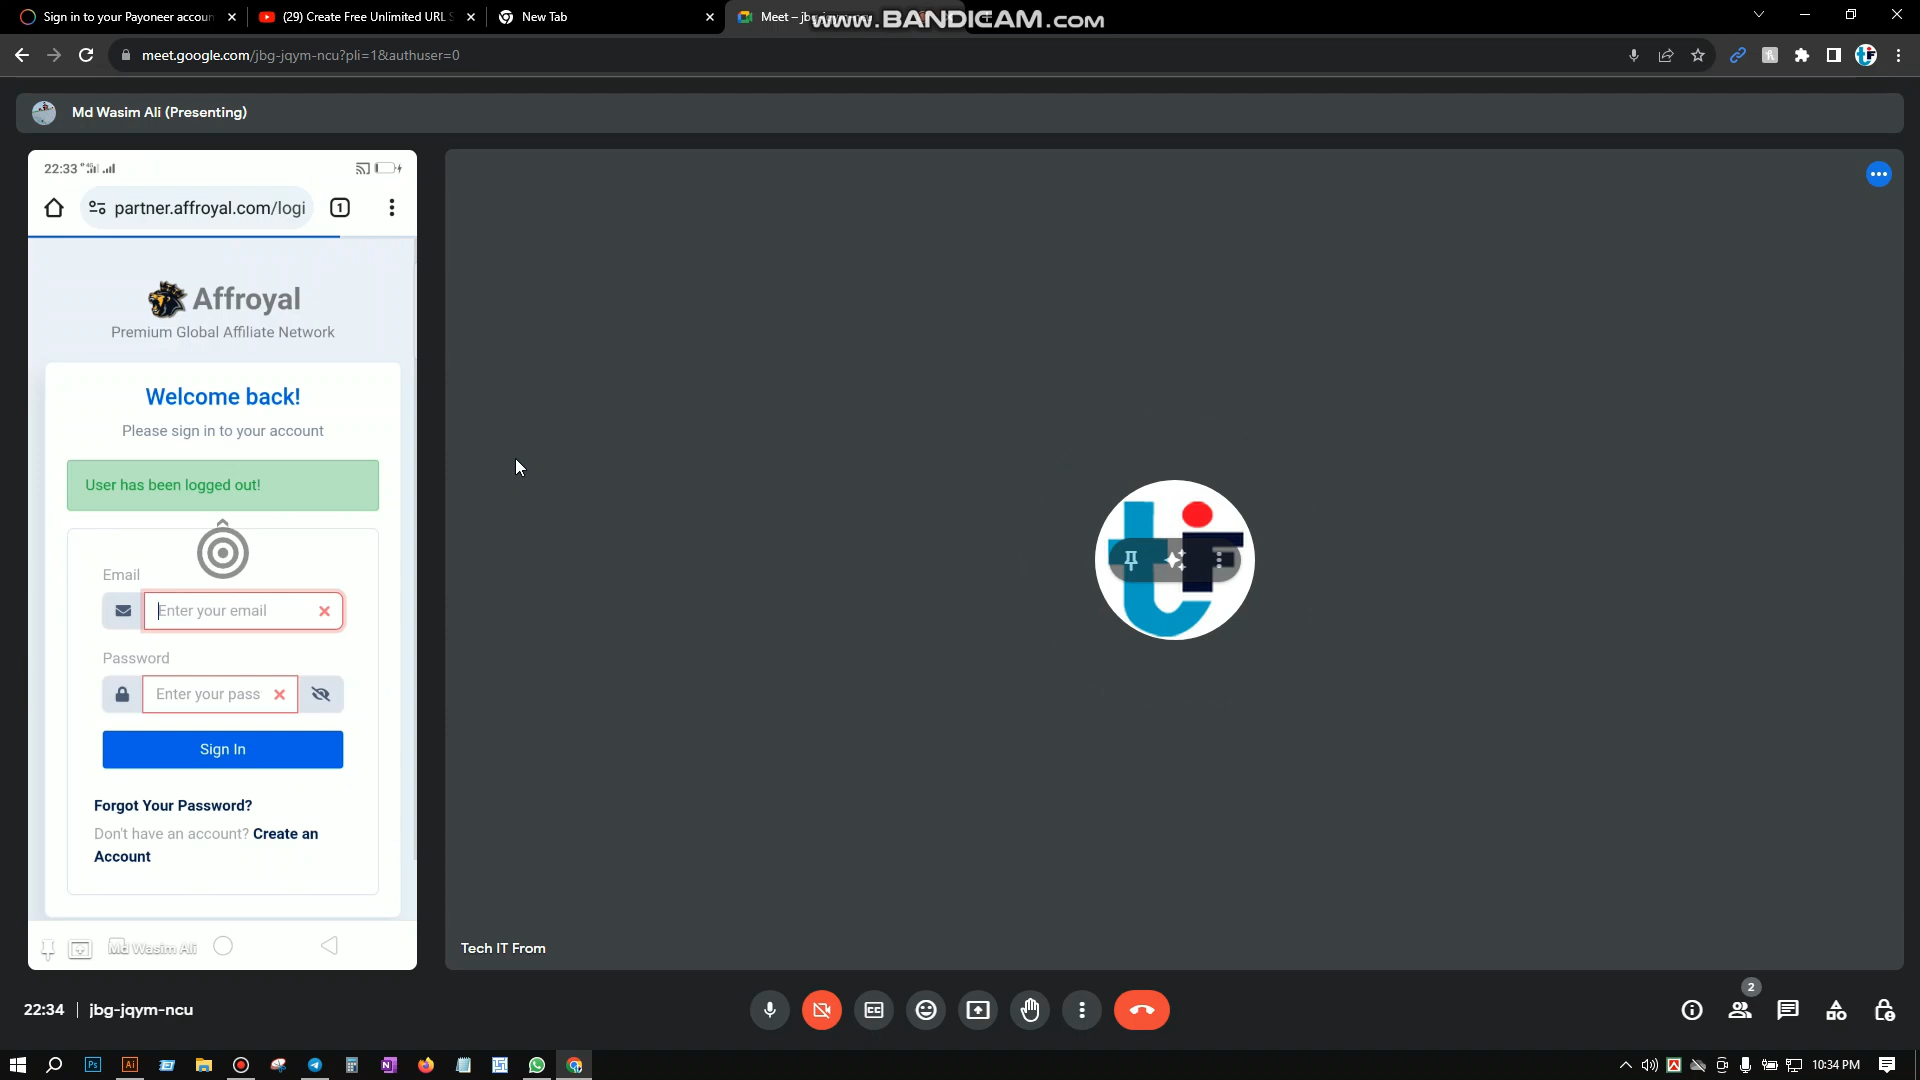 Sign in to your Payoneer accoun
(29) Create Free Unlimited URL S
New Tab
Meet – jb
www.BANDICAM.com
meet.google.com/jbg-jqym-ncu?pli=1&authuser=0
Md Wasim Ali (Presenting)
22:33
partner.affroyal.com/logi
1
Affroyal
Premium Global Affiliate Network
Welcome back!
Please sign in to your account
User has been logged out!
Email
Enter your email
Password
Enter your pass
Sign In
Forgot Your Password?
Don't have an account? Create an
Account
Md Wasim Ali
Tech IT From
22:34 | jbg-jqym-ncu
2
10:34 PM